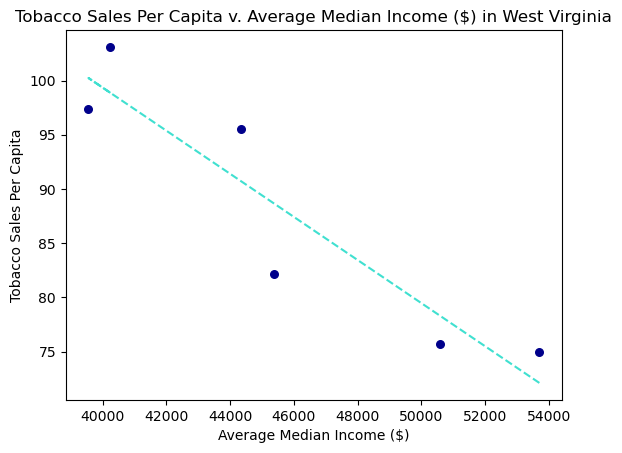 Tobacco Sales Per Capita v. Average Median Income ($) in West Virginia
Tobacco Sales Per Capita
100
95
90
85
80
75
40000 42000 44000 46000 48000 50000 52000 54000
Average Median Income ($)